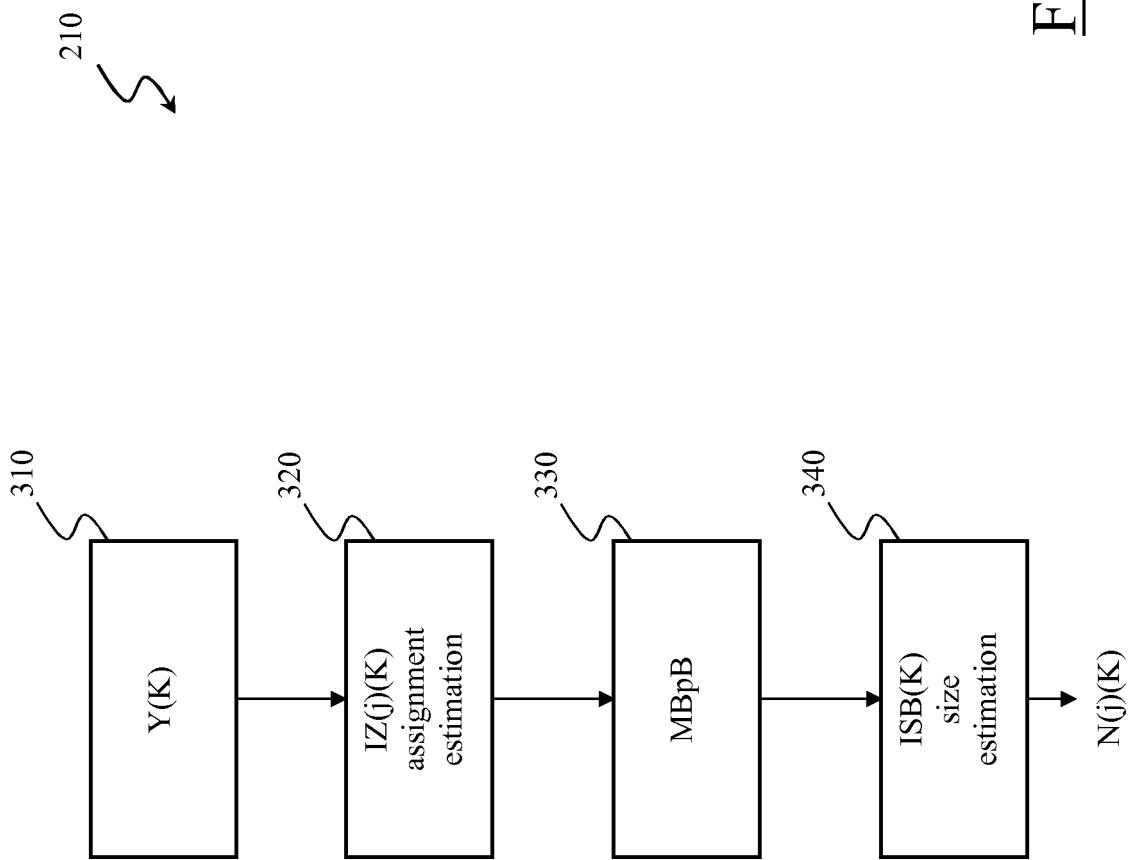 210
310
Y(K)
320
IZ(j)(K)
assignment
estimation
330
MBpB
340
ISB(K)
size
estimation
N(j)(K)
F